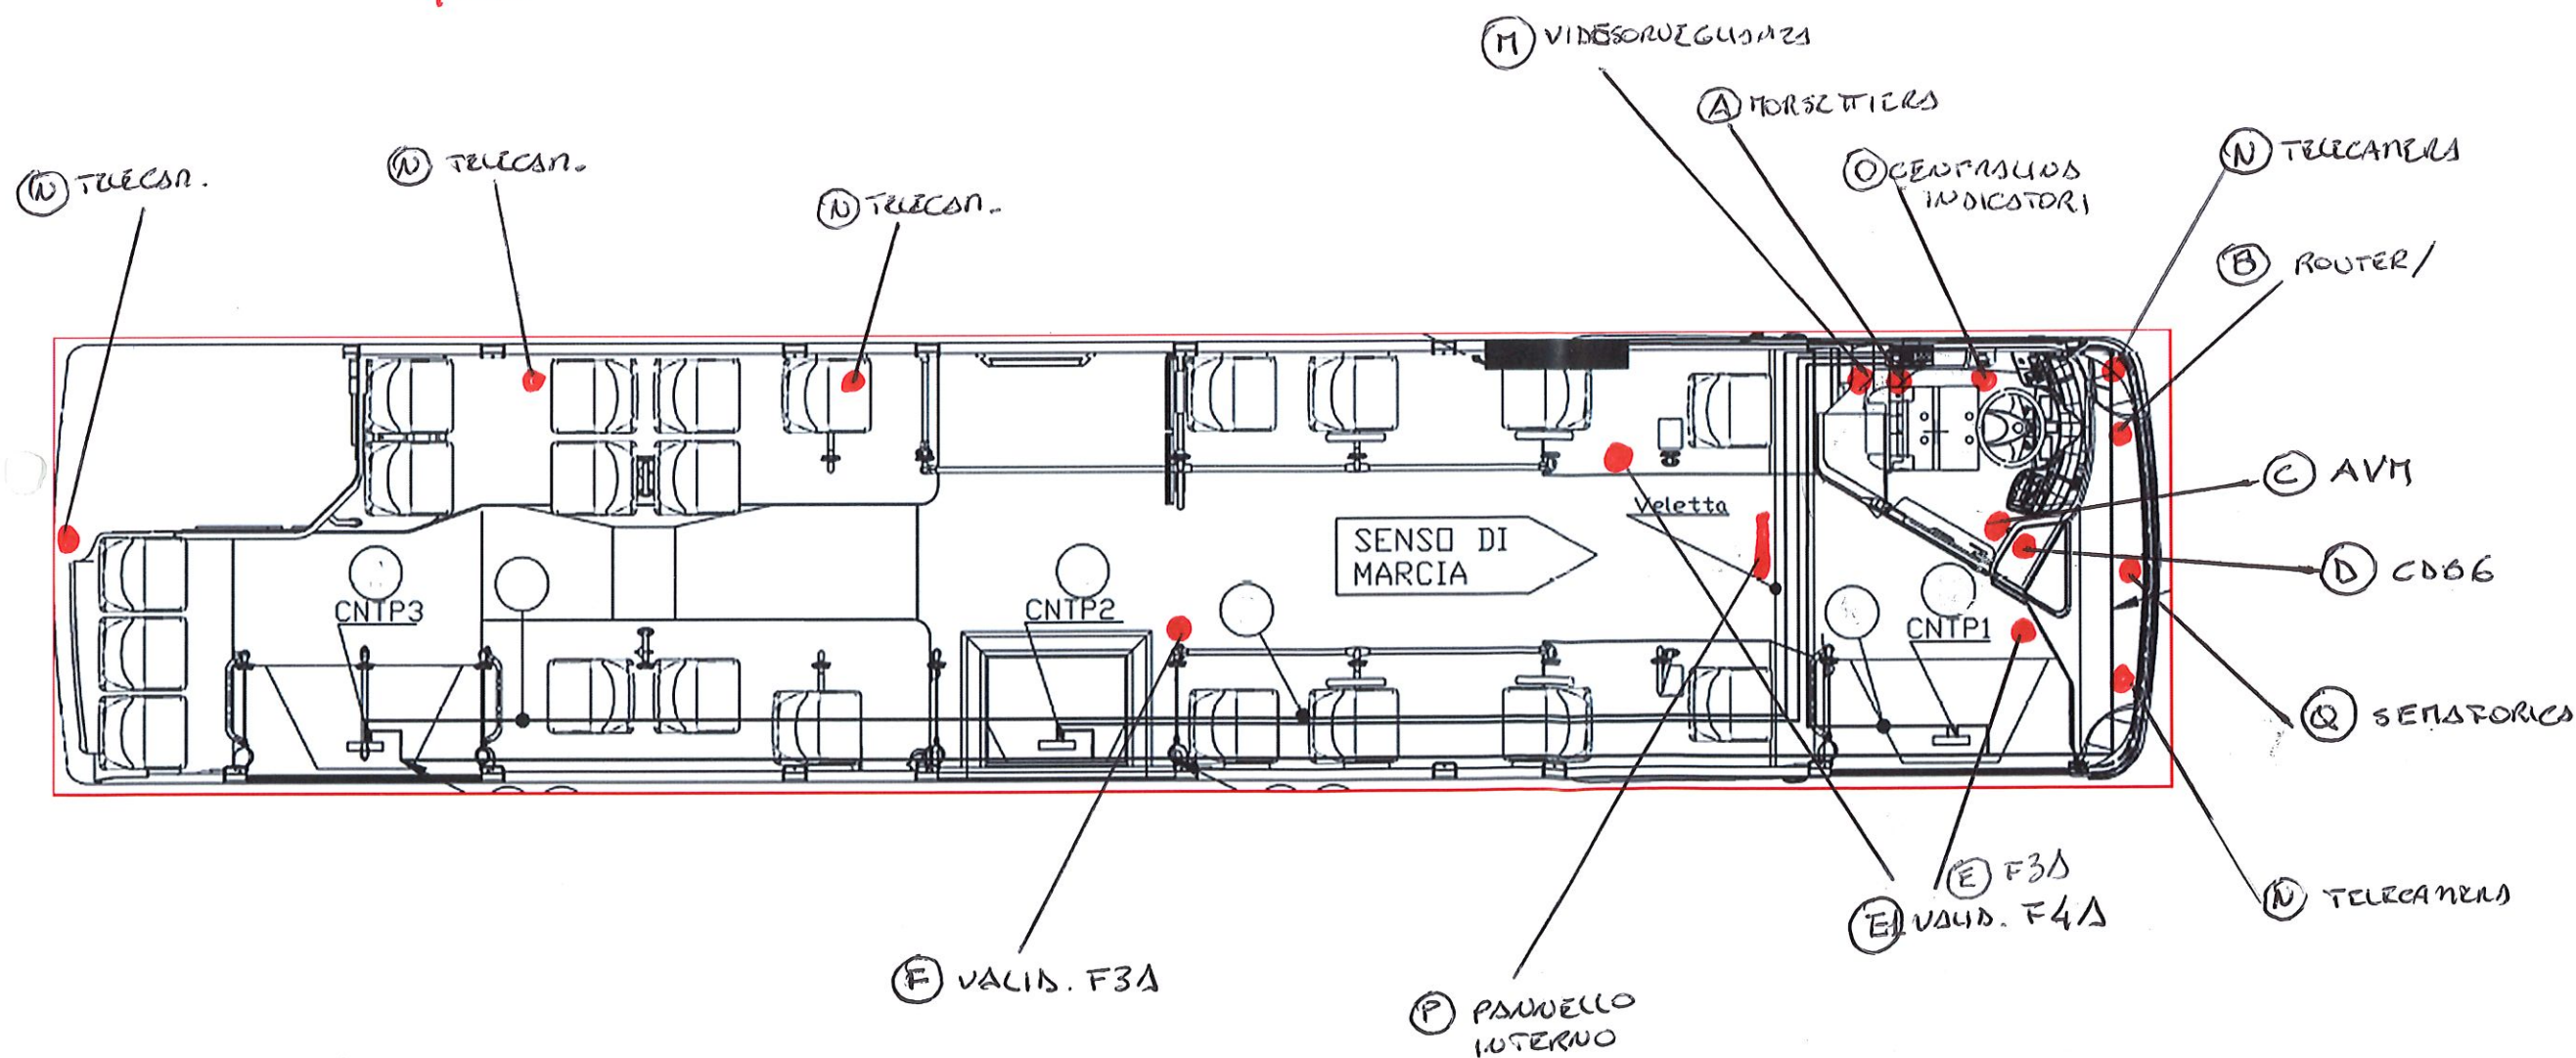 M VIDEOSORVEGLIANZA
A MORSETTIERA
N TELECAM.
N TELECAM.
N TELECAM.
O CENTRALINA
INDICATORI
N TELECAMERA
B ROUTER/
C AVM
D CDB6
Q SEMAFORICA
N TELECAMERA
Veletta
SENSO DI
MARCIA
CNTP3
CNTP2
CNTP1
E F3A
E1 VALID. F4A
F VALID. F3A
P PANNELLO
INTERNO